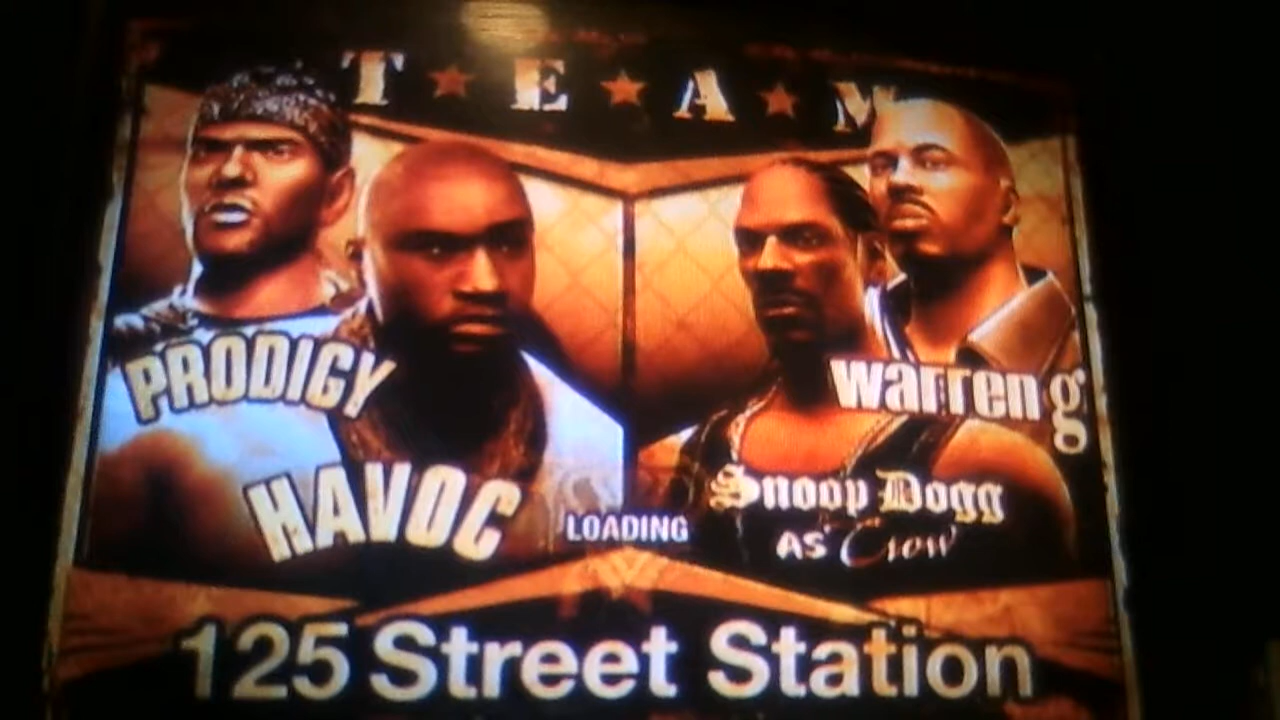 TEAM
PRODIGY
HAVOC
warren g
Snoop Dogg
AS Crow
LOADING
125 Street Station